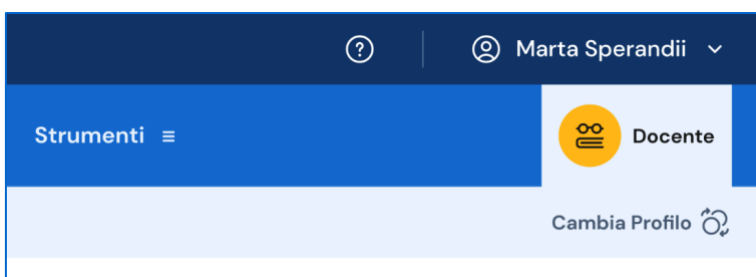 Marta Sperandii
Strumenti
Docente
Cambia Profilo